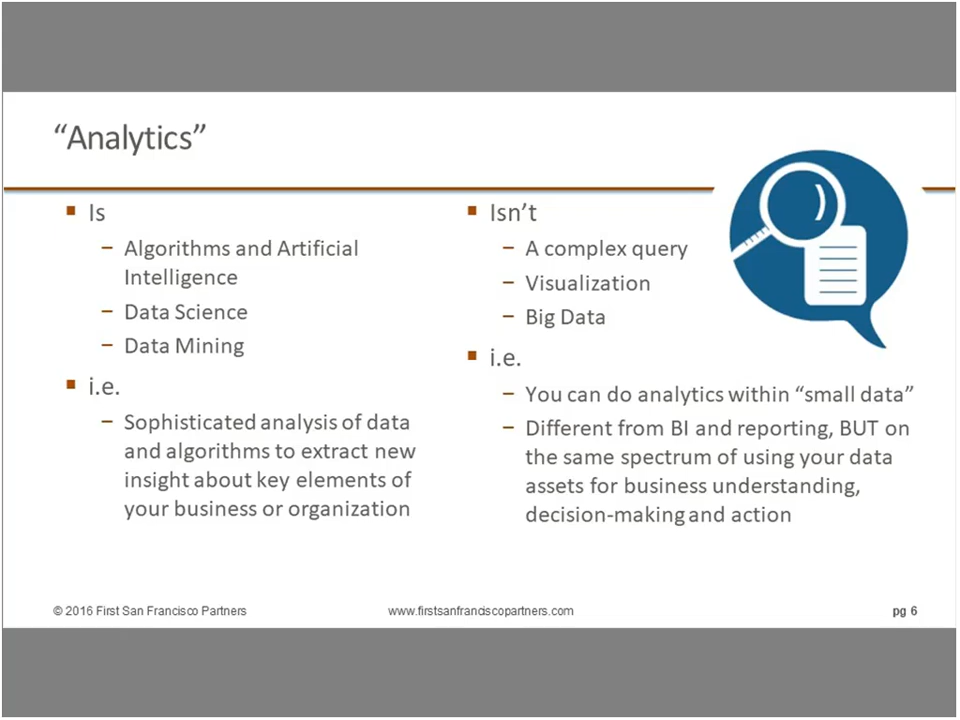 “Analytics”
▪ Is
− Algorithms and Artificial
Intelligence
− Data Science
− Data Mining
▪ i.e.
− Sophisticated analysis of data
and algorithms to extract new
insight about key elements of
your business or organization
▪ Isn’t
− A complex query
− Visualization
− Big Data
▪ i.e.
− You can do analytics within “small data”
− Different from BI and reporting, BUT on
the same spectrum of using your data
assets for business understanding,
decision-making and action
© 2016 First San Francisco Partners
www.firstsanfranciscopartners.com
pg 6